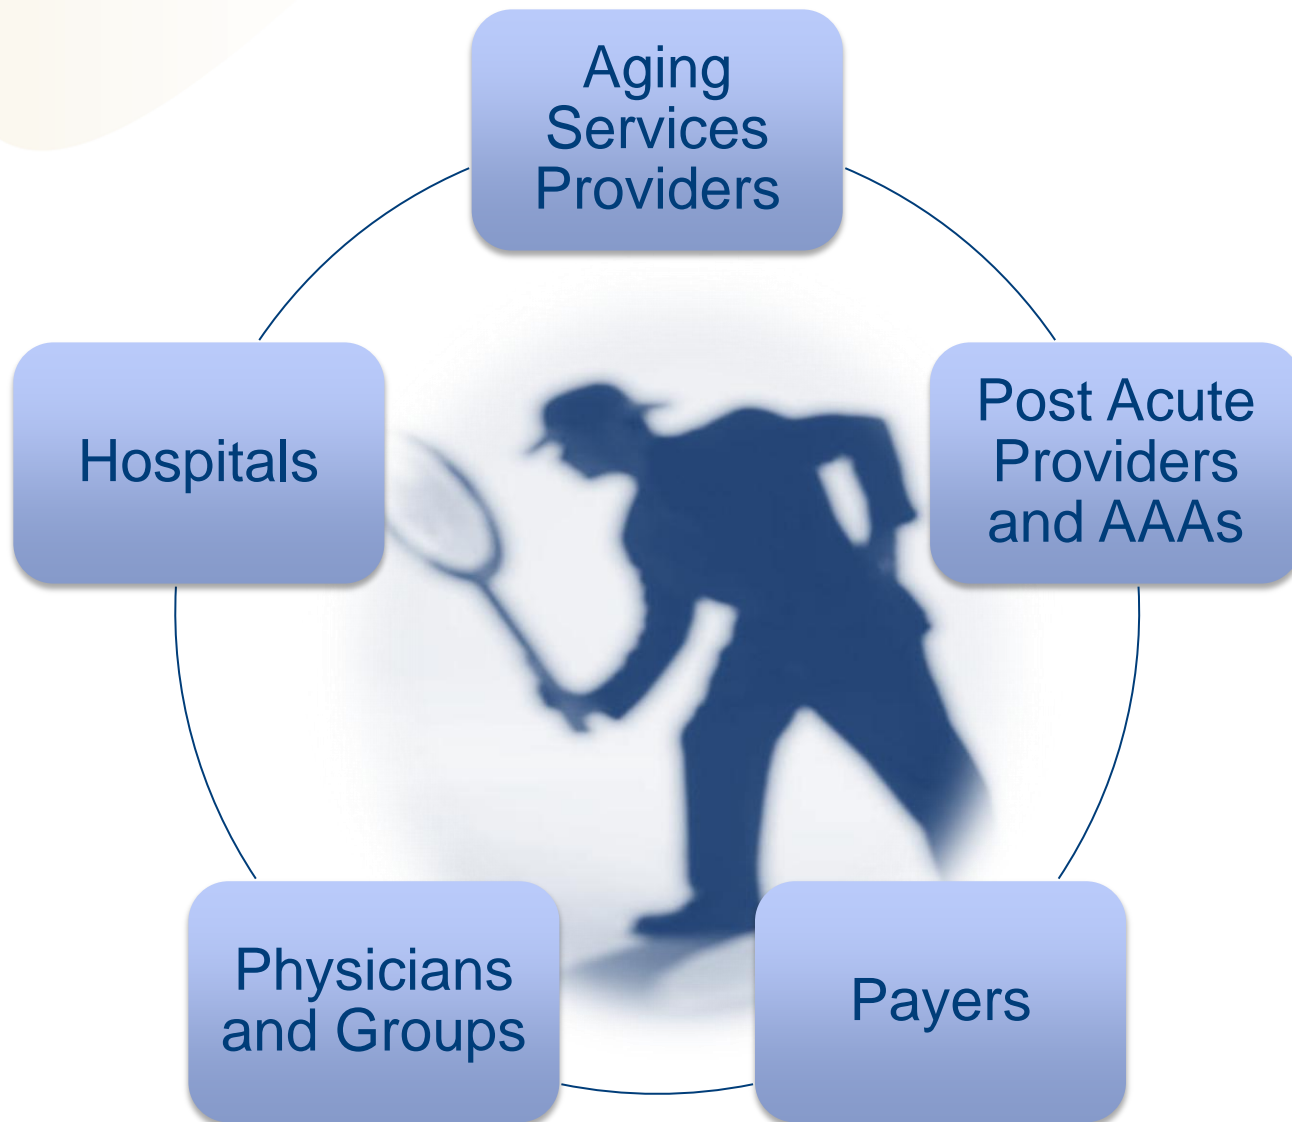 Aging
Services
Providers
Hospitals
Post Acute
Providers
and AAAs
Physicians
and Groups
Payers